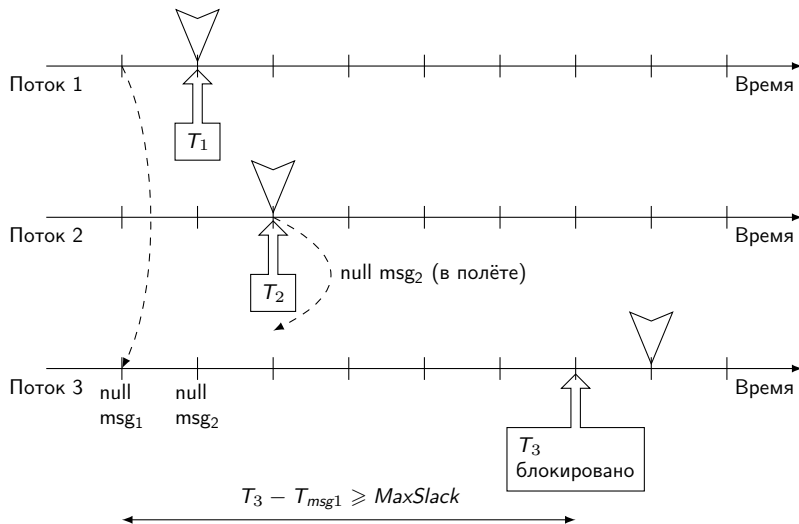 Поток 1
Время
T₁
Поток 2
Время
T₂
null msg₂ (в полёте)
Поток 3
Время
null
msg₁
null
msg₂
T₃
блокировано
T₃ − Tₘₛg₁ ⩾ MaxSlack